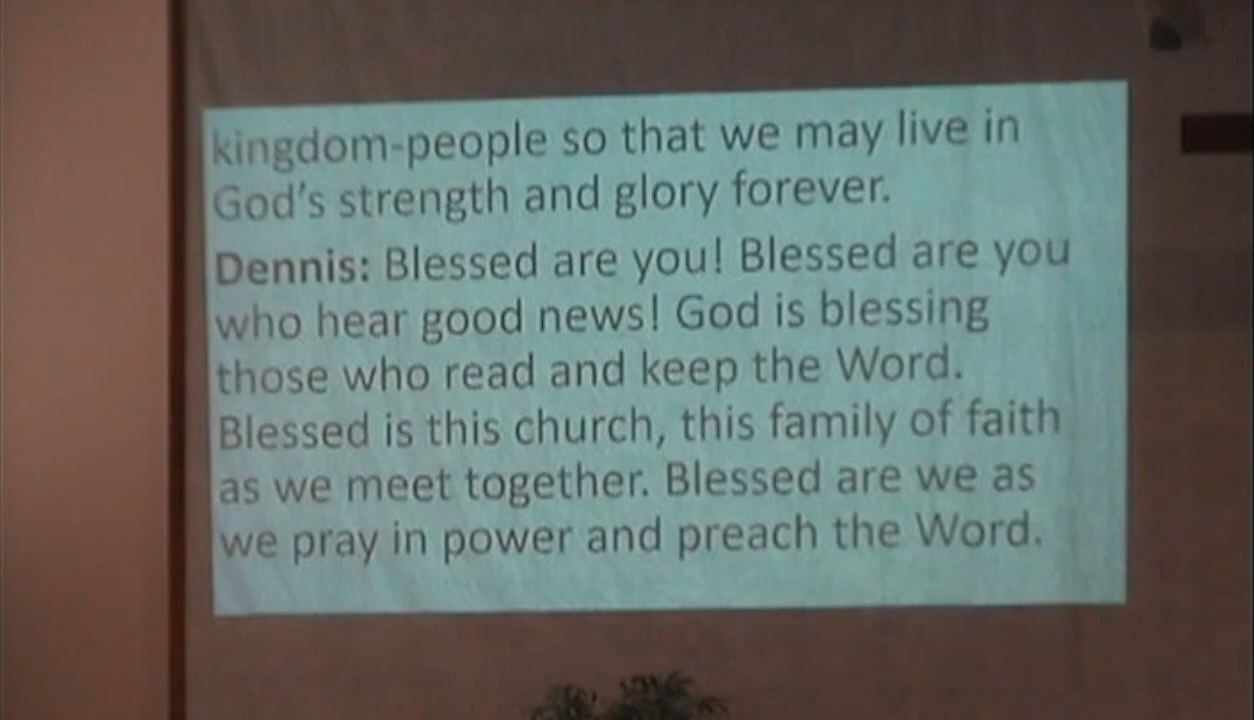 kingdom-people so that we may live in
God's strength and glory forever.
Dennis: Blessed are you! Blessed are you
who hear good news! God is blessing
those who read and keep the Word.
Blessed is this church, this family of faith
as we meet together. Blessed are we as
we pray in power and preach the Word.